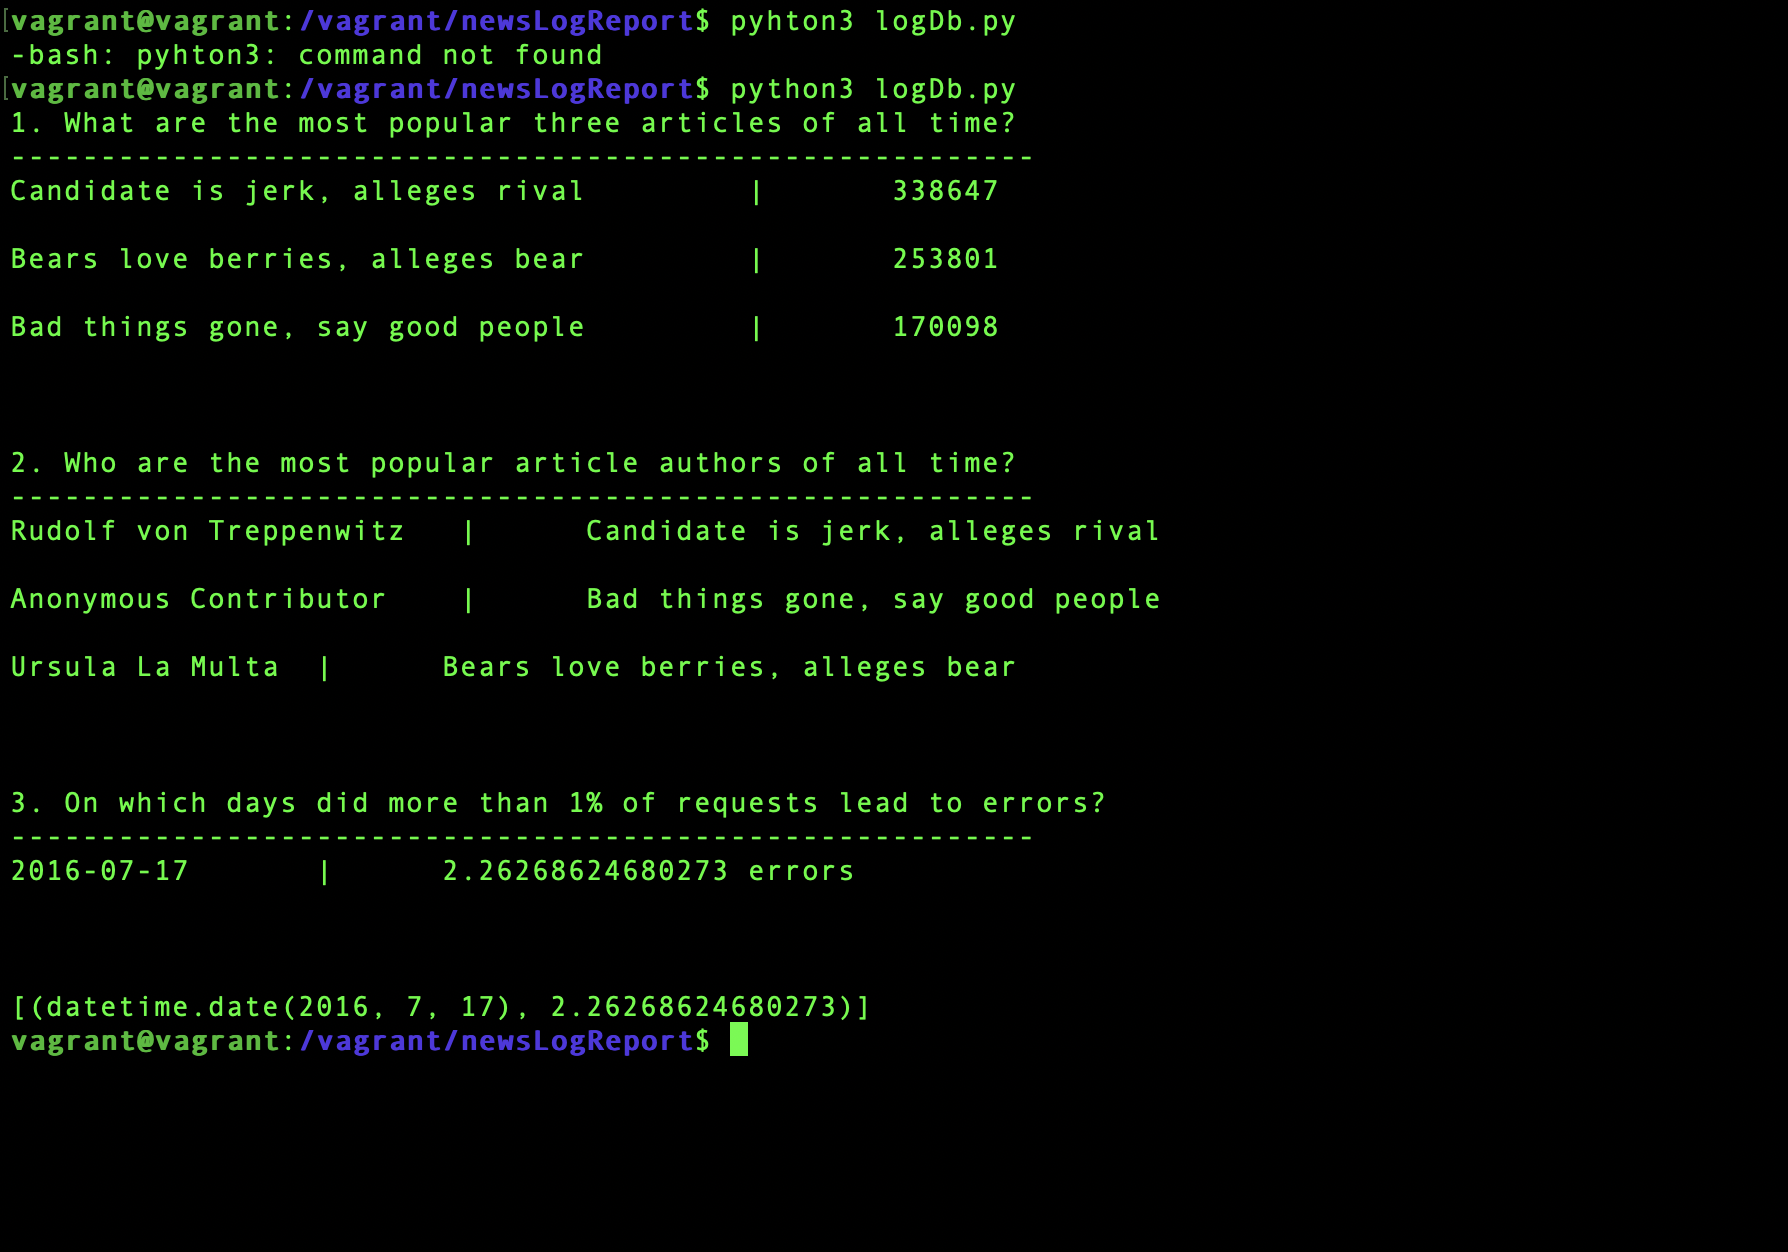 [vagrant@vagrant:/vagrant/newsLogReport$ pyhton3 logDb.py
-bash: pyhton3: command not found
[vagrant@vagrant:/vagrant/newsLogReport$ python3 logDb.py
1. What are the most popular three articles of all time?
---------------------------------------------------------
Candidate is jerk, alleges rival | 338647
Bears love berries, alleges bear | 253801
Bad things gone, say good people | 170098
2. Who are the most popular article authors of all time?
---------------------------------------------------------
Rudolf von Treppenwitz | Candidate is jerk, alleges rival
Anonymous Contributor | Bad things gone, say good people
Ursula La Multa | Bears love berries, alleges bear
3. On which days did more than 1% of requests lead to errors?
---------------------------------------------------------
2016-07-17 | 2.26268624680273 errors
[(datetime.date(2016, 7, 17), 2.26268624680273)]
vagrant@vagrant:/vagrant/newsLogReport$